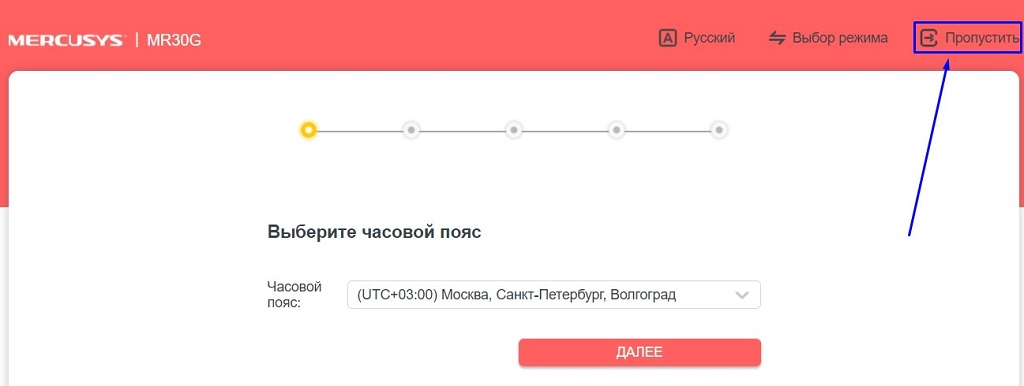 MERCUSYS | MR30G
Русский
Выбор режима
Пропустить
Выберите часовой пояс
Часовой
пояс:
(UTC+03:00) Москва, Санкт-Петербург, Волгоград
ДАЛЕЕ